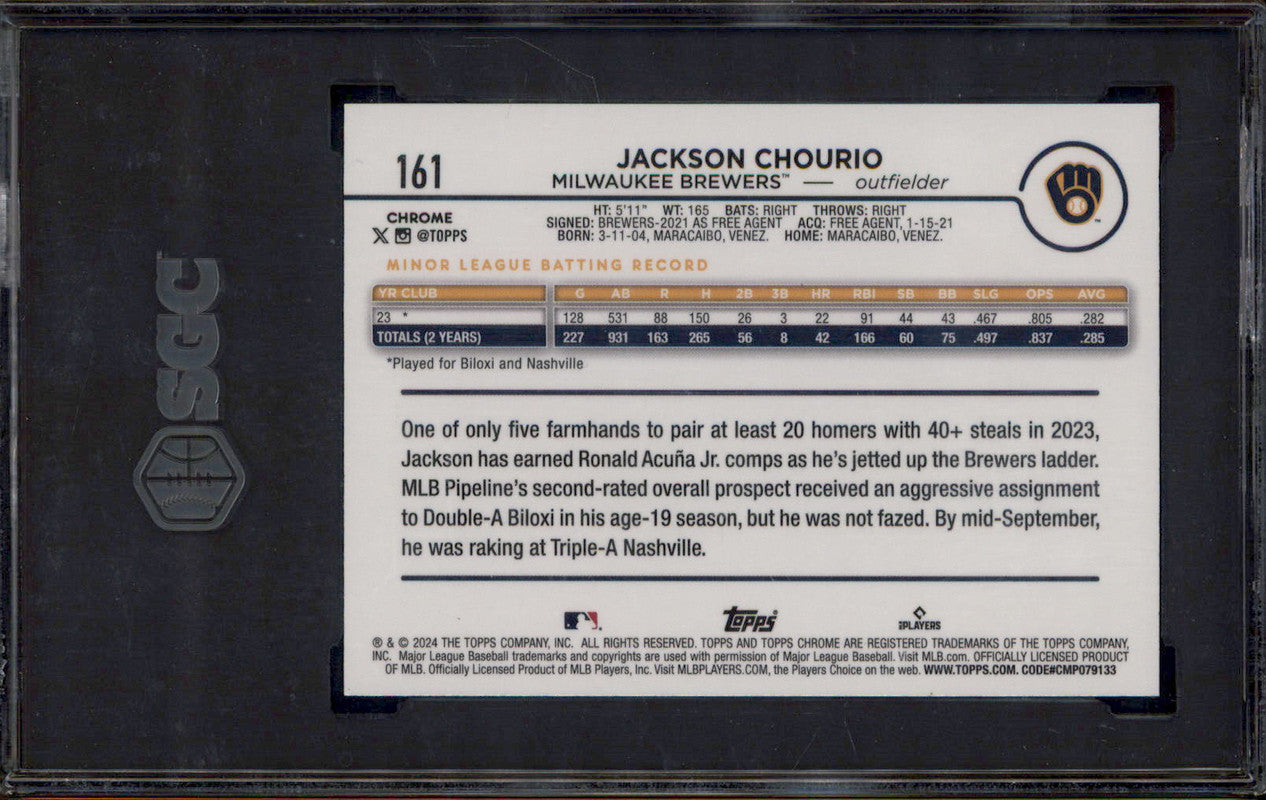 161
JACKSON CHOURIO
MILWAUKEE BREWERS™ — outfielder
CHROME
X @TOPPS
HT: 5'11" WT: 165 BATS: RIGHT THROWS: RIGHT
SIGNED: BREWERS-2021 AS FREE AGENT ACQ: FREE AGENT, 1-15-21
BORN: 3-11-04, MARACAIBO, VENEZ. HOME: MARACAIBO, VENEZ.
MINOR LEAGUE BATTING RECORD
YR CLUB G AB R H 2B 3B HR RBI SB BB SLG OPS AVG
23 * 128 531 88 150 26 3 22 91 44 43 .467 .805 .282
TOTALS (2 YEARS) 227 931 163 265 56 8 42 166 60 75 .497 .837 .285
*Played for Biloxi and Nashville
One of only five farmhands to pair at least 20 homers with 40+ steals in 2023,
Jackson has earned Ronald Acuña Jr. comps as he's jetted up the Brewers ladder.
MLB Pipeline's second-rated overall prospect received an aggressive assignment
to Double-A Biloxi in his age-19 season, but he was not fazed. By mid-September,
he was raking at Triple-A Nashville.
Topps
PLAYERS
® & © 2024 THE TOPPS COMPANY, INC. ALL RIGHTS RESERVED. TOPPS AND TOPPS CHROME ARE REGISTERED TRADEMARKS OF THE TOPPS COMPANY,
INC. Major League Baseball trademarks and copyrights are used with permission of Major League Baseball. Visit MLB.com. OFFICIALLY LICENSED PRODUCT
OF MLB. Officially Licensed Product of MLB Players, Inc. Visit MLBPLAYERS.COM, the Players Choice on the web. WWW.TOPPS.COM. CODE#CMP079133
SGC